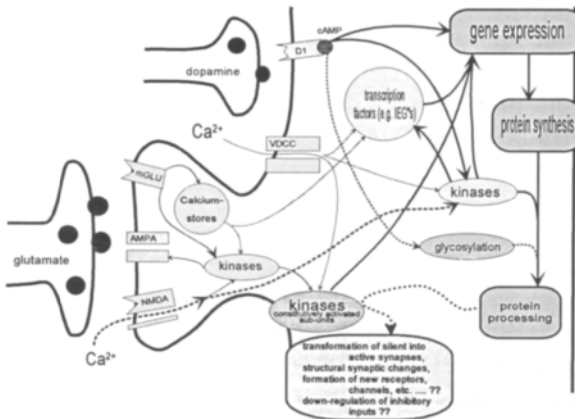 cAMP
D1
gene expression
dopamine
transcription
factors (e.g. IEG's)
protein synthesis
Ca²⁺
VDCC
mGLU
Calcium-
stores
kinases
AMPA
glutamate
kinases
glycosylation
NMDA
kinases
constitutively activated
sub-units
protein
processing
Ca²⁺
transformation of silent into
active synapses,
structural synaptic changes,
formation of new receptors,
channels, etc. .... ??
down-regulation of inhibitory
inputs ??